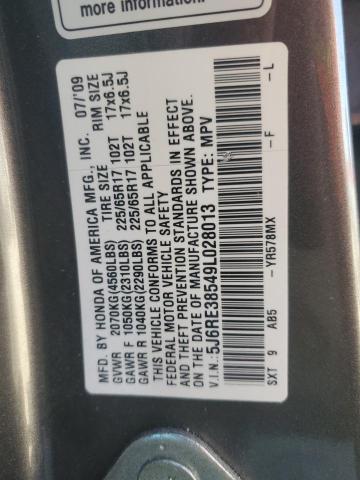 more information.
MFD. BY HONDA OF AMERICA MFG., INC. 07/'09
TIRE SIZE RIM SIZE
GVWR 2070KG(4560LBS)
GAWR F 1050KG(2310LBS) 225/65R17 102T 17x6.5J
GAWR R 1040KG(2290LBS) 225/65R17 102T 17x6.5J
THIS VEHICLE CONFORMS TO ALL APPLICABLE
FEDERAL MOTOR VEHICLE SAFETY
AND THEFT PREVENTION STANDARDS IN EFFECT
ON THE DATE OF MANUFACTURE SHOWN ABOVE.
V.I.N.: 5J6RE38549L028013 TYPE: MPV
SXT 9 AB5 -YR578MX -F -L